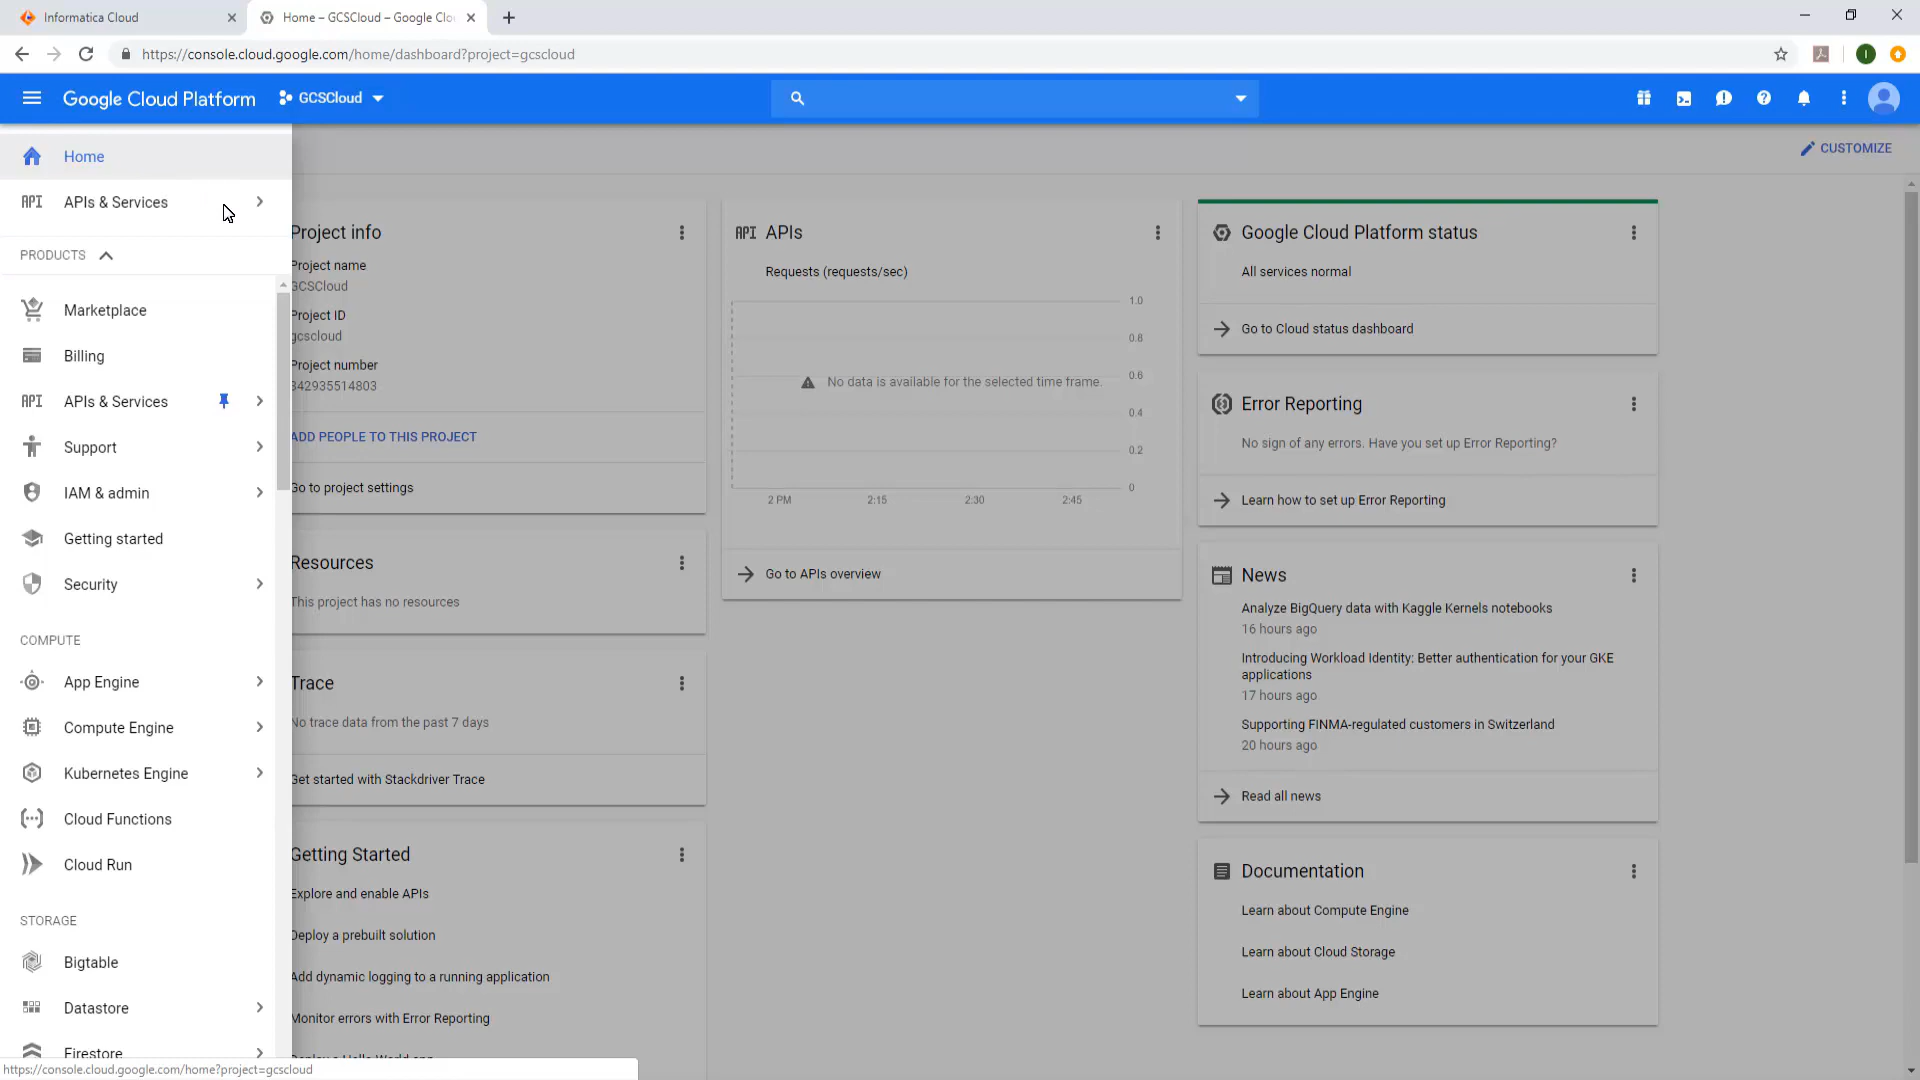 Informatica Cloud
Home – GCSCloud – Google Clo
https://console.cloud.google.com/home/dashboard?project=gcscloud
Google Cloud Platform
GCSCloud
CUSTOMIZE
Home
API APIs & Services
PRODUCTS
Marketplace
Billing
API APIs & Services
Support
IAM & admin
Getting started
Security
COMPUTE
App Engine
Compute Engine
Kubernetes Engine
Cloud Functions
Cloud Run
STORAGE
Bigtable
Datastore
Firestore
https://console.cloud.google.com/home?project=gcscloud
Project info
Project name
GCSCloud
Project ID
gcscloud
Project number
342935514803
ADD PEOPLE TO THIS PROJECT
Go to project settings
Resources
This project has no resources
Trace
No trace data from the past 7 days
Get started with Stackdriver Trace
Getting Started
Explore and enable APIs
Deploy a prebuilt solution
Add dynamic logging to a running application
Monitor errors with Error Reporting
API APIs
Requests (requests/sec)
1.0
0.8
0.6
No data is available for the selected time frame.
0.4
0.2
0
2 PM 2:15 2:30 2:45
Go to APIs overview
Google Cloud Platform status
All services normal
Go to Cloud status dashboard
Error Reporting
No sign of any errors. Have you set up Error Reporting?
Learn how to set up Error Reporting
News
Analyze BigQuery data with Kaggle Kernels notebooks
16 hours ago
Introducing Workload Identity: Better authentication for your GKE
applications
17 hours ago
Supporting FINMA-regulated customers in Switzerland
20 hours ago
Read all news
Documentation
Learn about Compute Engine
Learn about Cloud Storage
Learn about App Engine